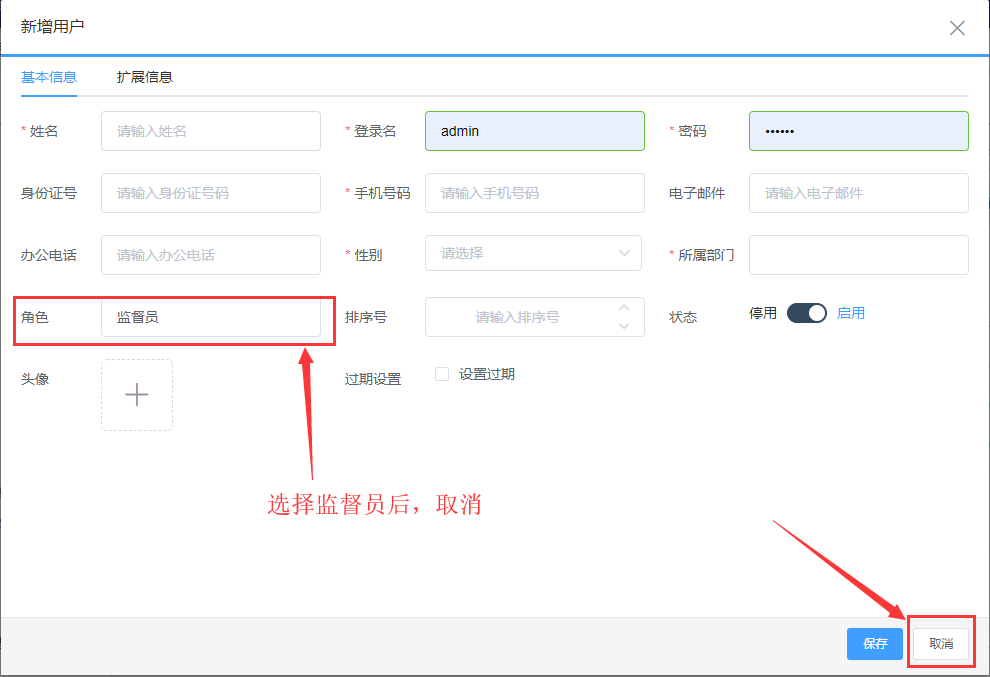 新增用户
基本信息 扩展信息
* 姓名 请输入姓名 * 登录名 admin * 密码 ••••••
身份证号 请输入身份证号码 * 手机号码 请输入手机号码 电子邮件 请输入电子邮件
办公电话 请输入办公电话 * 性别 请选择 * 所属部门
角色 监督员 排序号 请输入排序号 状态 停用 启用
头像 过期设置 设置过期
选择监督员后，取消
保存 取消